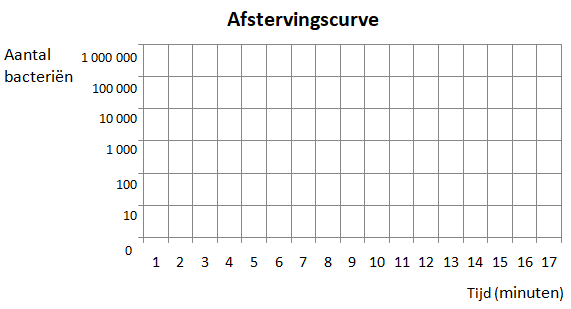 Afstervingscurve
Aantal
bacteriën
1 000 000
100 000
10 000
1 000
100
10
0
1 2 3 4 5 6 7 8 9 10 11 12 13 14 15 16 17
Tijd (minuten)